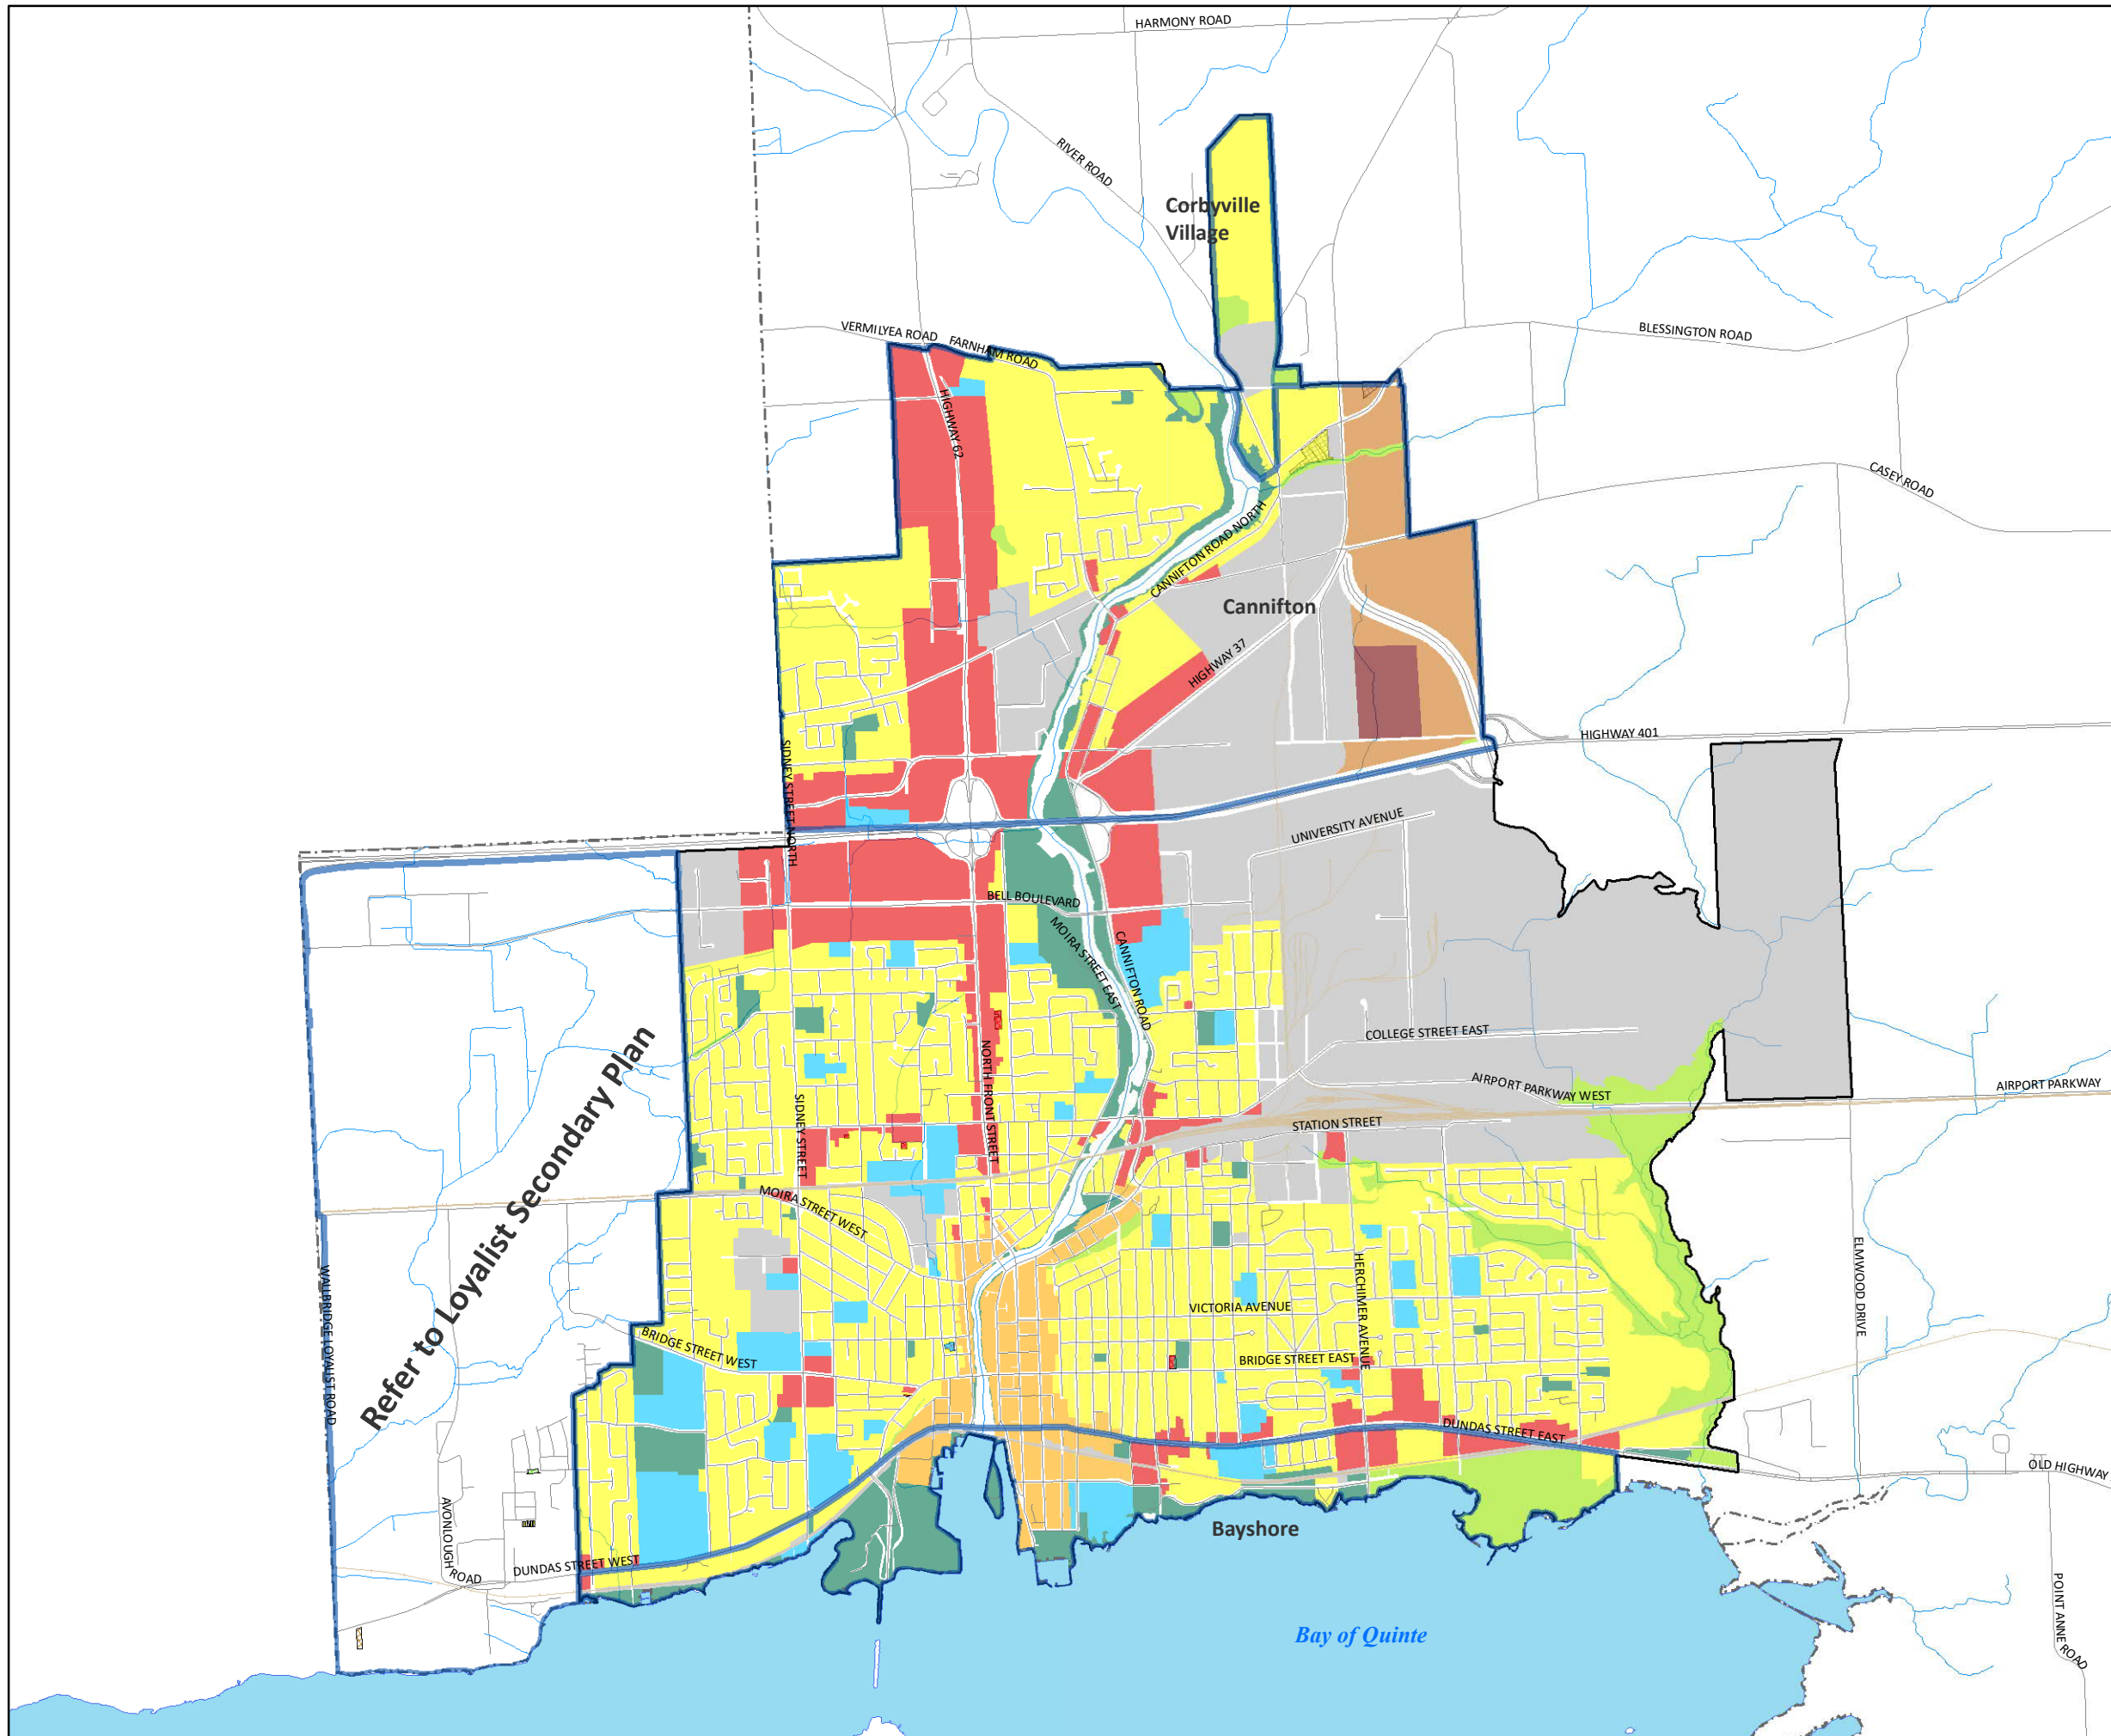 HARMONY ROAD
RIVER ROAD
Corbyville
Village
VERMILYEA ROAD
FARNHAM ROAD
BLESSINGTON ROAD
HIGHWAY 62
CASEY ROAD
CANNIFTON ROAD NORTH
Cannifton
HIGHWAY 37
HIGHWAY 401
SIDNEY STREET NORTH
UNIVERSITY AVENUE
BELL BOULEVARD
MOIRA STREET EAST
CANNIFTON ROAD
COLLEGE STREET EAST
AIRPORT PARKWAY WEST
AIRPORT PARKWAY
NORTH FRONT STREET
SIDNEY STREET
STATION STREET
Refer to Loyalist Secondary Plan
MOIRA STREET WEST
WALLBRIDGE LOYALIST ROAD
HERCHIMER AVENUE
ELMWOOD DRIVE
VICTORIA AVENUE
BRIDGE STREET WEST
BRIDGE STREET EAST
DUNDAS STREET EAST
OLD HIGHWAY
AVONLOUGH ROAD
Bayshore
DUNDAS STREET WEST
POINT ANNE ROAD
Bay of Quinte